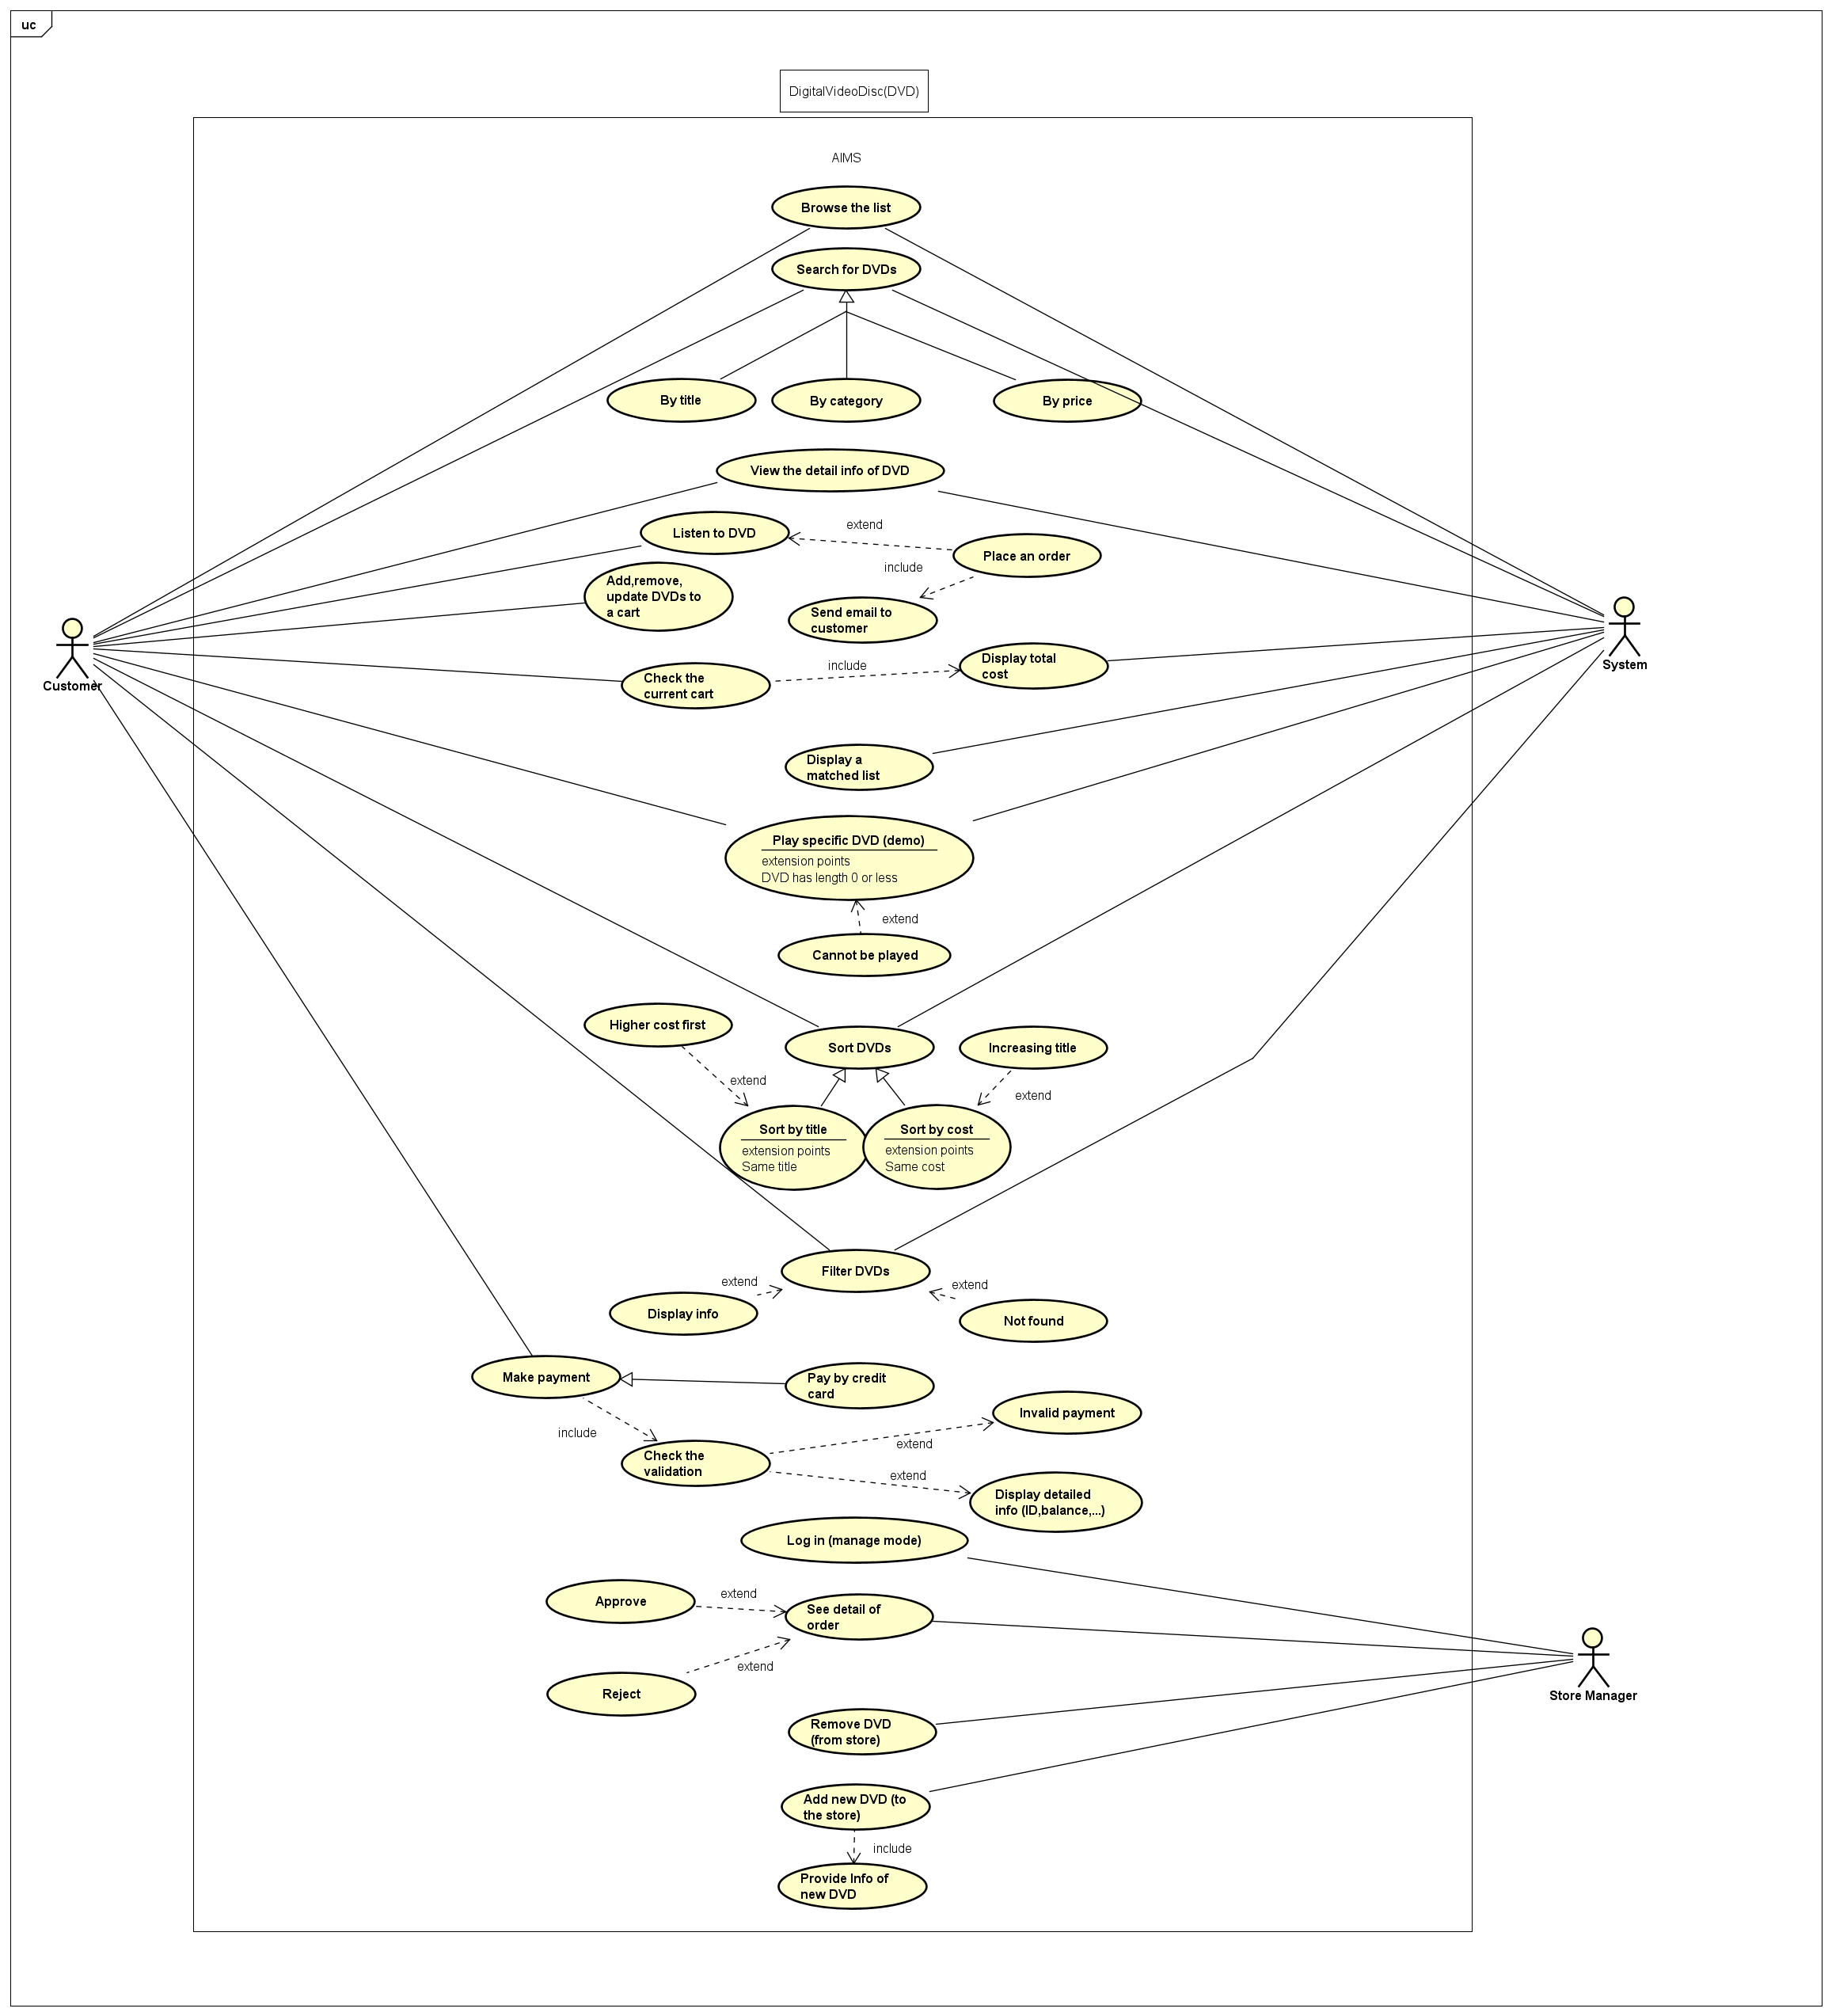 uc
DigitalVideoDisc(DVD)
AIMS
Browse the list
Search for DVDs
By title
By category
By price
View the detail info of DVD
Listen to DVD
extend
Place an order
include
Add,remove,
update DVDs to
a cart
Send email to
customer
Customer
System
Check the
current cart
include
Display total
cost
Display a
matched list
Play specific DVD (demo)
extension points
DVD has length 0 or less
extend
Cannot be played
Higher cost first
Sort DVDs
Increasing title
extend
extend
Sort by title
extension points
Same title
Sort by cost
extension points
Same cost
Filter DVDs
extend
extend
Display info
Not found
Make payment
Pay by credit
card
include
Check the
validation
extend
Invalid payment
extend
Display detailed
info (ID,balance,...)
Log in (manage mode)
Approve
extend
See detail of
order
extend
Reject
Store Manager
Remove DVD
(from store)
Add new DVD (to
the store)
include
Provide Info of
new DVD